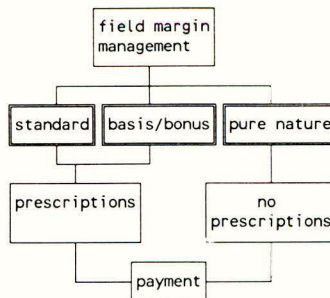 field margin
management
standard
basis/bonus
pure nature
prescriptions
no
prescriptions
payment